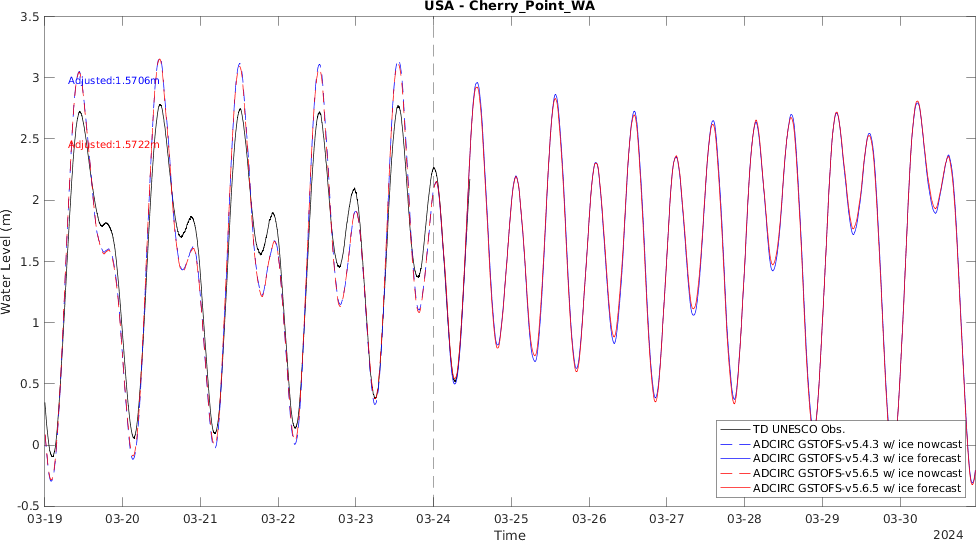 USA - Cherry_Point_WA
3.5
3
2.5
2
1.5
1
0.5
0
-0.5
Water Level (m)
Adjusted:1.5706m
Adjusted:1.5722m
TD UNESCO Obs.
ADCIRC GSTOFS-v5.4.3 w/ ice nowcast
ADCIRC GSTOFS-v5.4.3 w/ ice forecast
ADCIRC GSTOFS-v5.6.5 w/ ice nowcast
ADCIRC GSTOFS-v5.6.5 w/ ice forecast
03-19 03-20 03-21 03-22 03-23 03-24 03-25 03-26 03-27 03-28 03-29 03-30
Time
2024